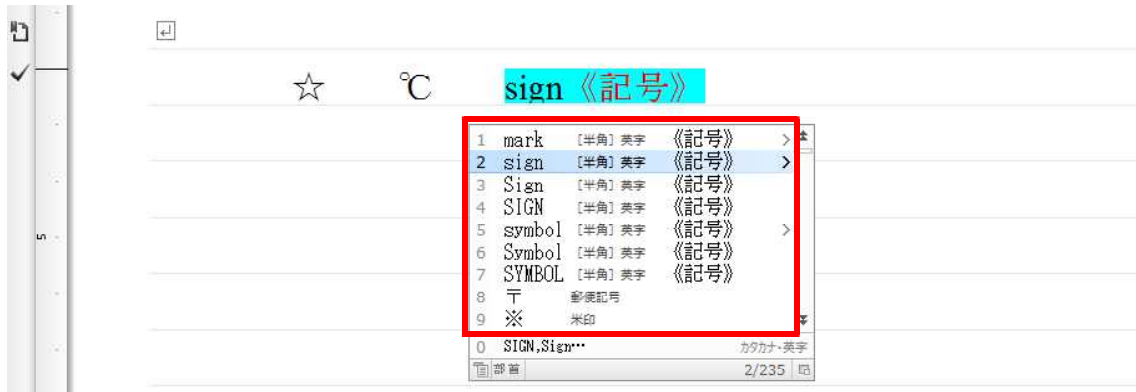 ☆ ℃ sign《記号》
1 mark [半角] 英字 《記号》 >
2 sign [半角] 英字 《記号》 >
3 Sign [半角] 英字 《記号》
4 SIGN [半角] 英字 《記号》
5 symbol [半角] 英字 《記号》 >
5
6 Symbol [半角] 英字 《記号》
7 SYMBOL [半角] 英字 《記号》
8 〒 郵便記号
9 ※ 米印
0 SIGN,Sign… カタカナ・英字
部首 2/235